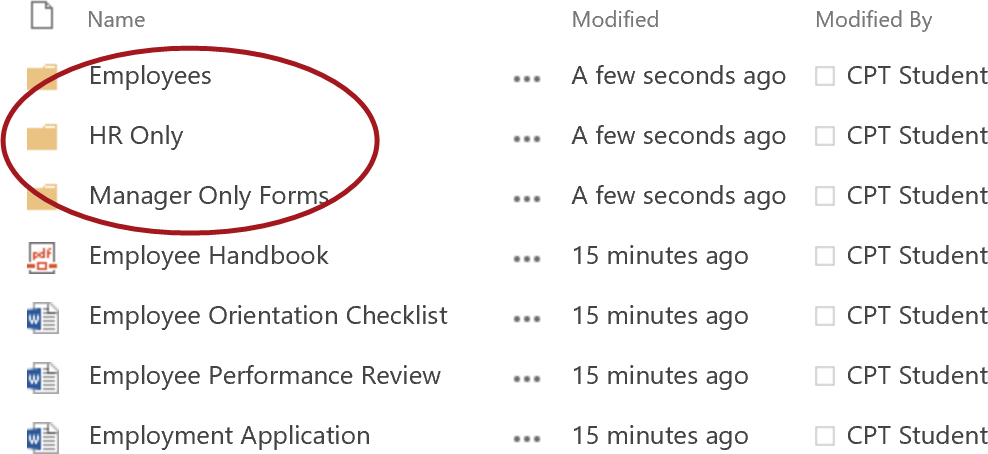 Name Modified Modified By
Employees ... A few seconds ago CPT Student
HR Only ... A few seconds ago CPT Student
Manager Only Forms ... A few seconds ago CPT Student
pdf Employee Handbook ... 15 minutes ago CPT Student
W Employee Orientation Checklist ... 15 minutes ago CPT Student
W Employee Performance Review ... 15 minutes ago CPT Student
W Employment Application ... 15 minutes ago CPT Student